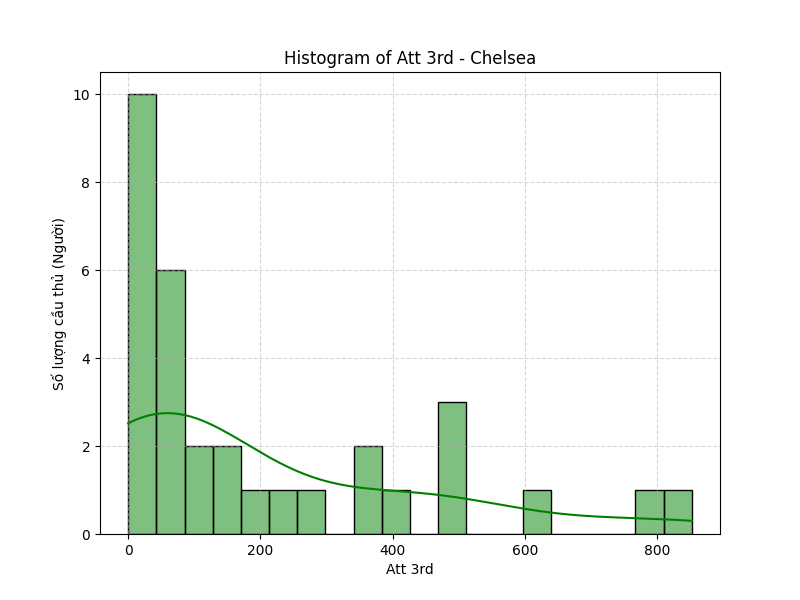 Histogram of Att 3rd - Chelsea
Số lượng cầu thủ (Người)
10
8
6
4
2
0
0 200 400 600 800
Att 3rd